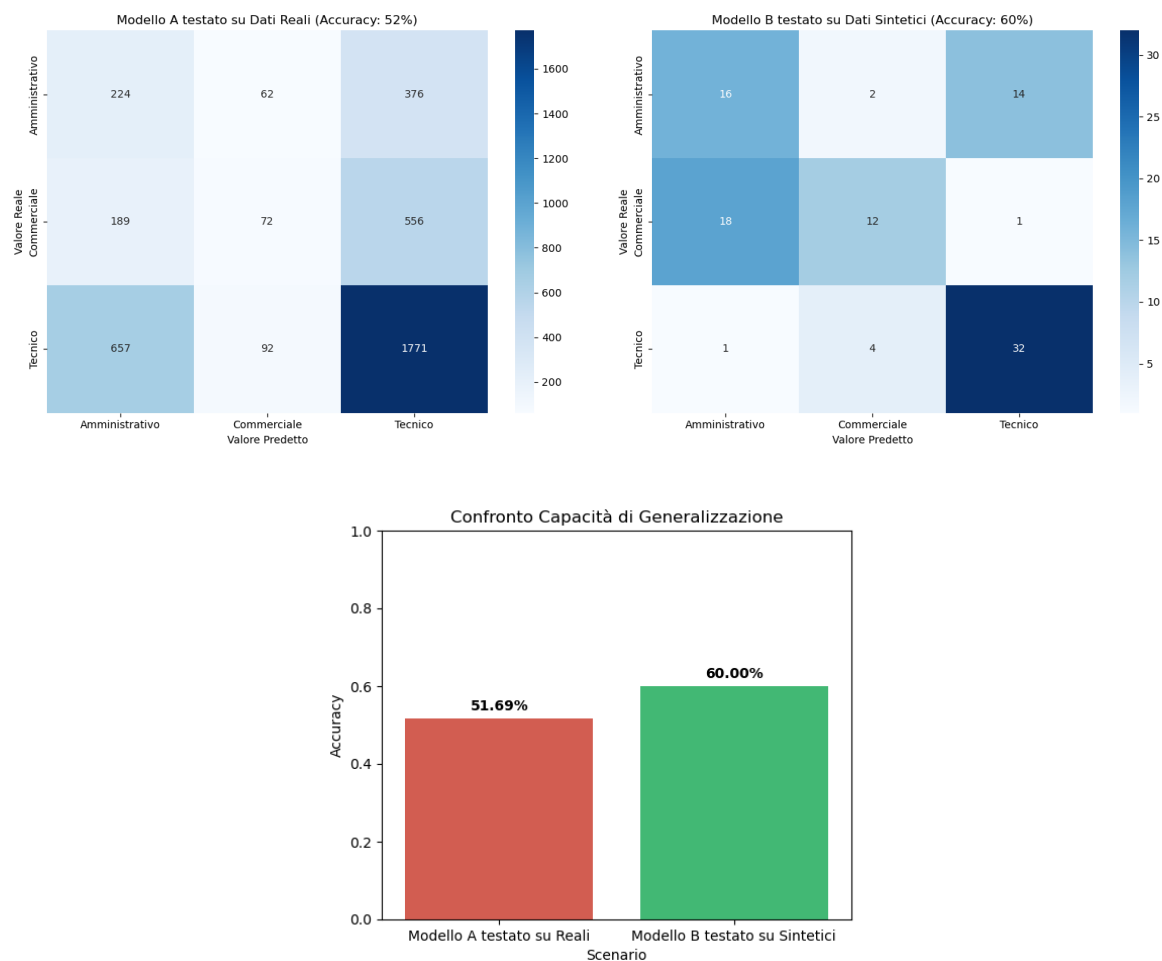 Modello A testato su Dati Reali (Accuracy: 52%)
Valore Reale
Amministrativo
Commerciale
Tecnico
224 62 376
189 72 556
657 92 1771
Amministrativo Commerciale Tecnico
Valore Predetto
1600
1400
1200
1000
800
600
400
200
Modello B testato su Dati Sintetici (Accuracy: 60%)
Valore Reale
Amministrativo
Commerciale
Tecnico
16 2 14
18 12 1
1 4 32
Amministrativo Commerciale Tecnico
Valore Predetto
30
25
20
15
10
5
Confronto Capacità di Generalizzazione
Accuracy
1.0
0.8
0.6
0.4
0.2
0.0
51.69%
60.00%
Modello A testato su Reali Modello B testato su Sintetici
Scenario